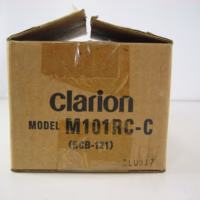 clarion
MODEL M101RC-C
(SCB-121)